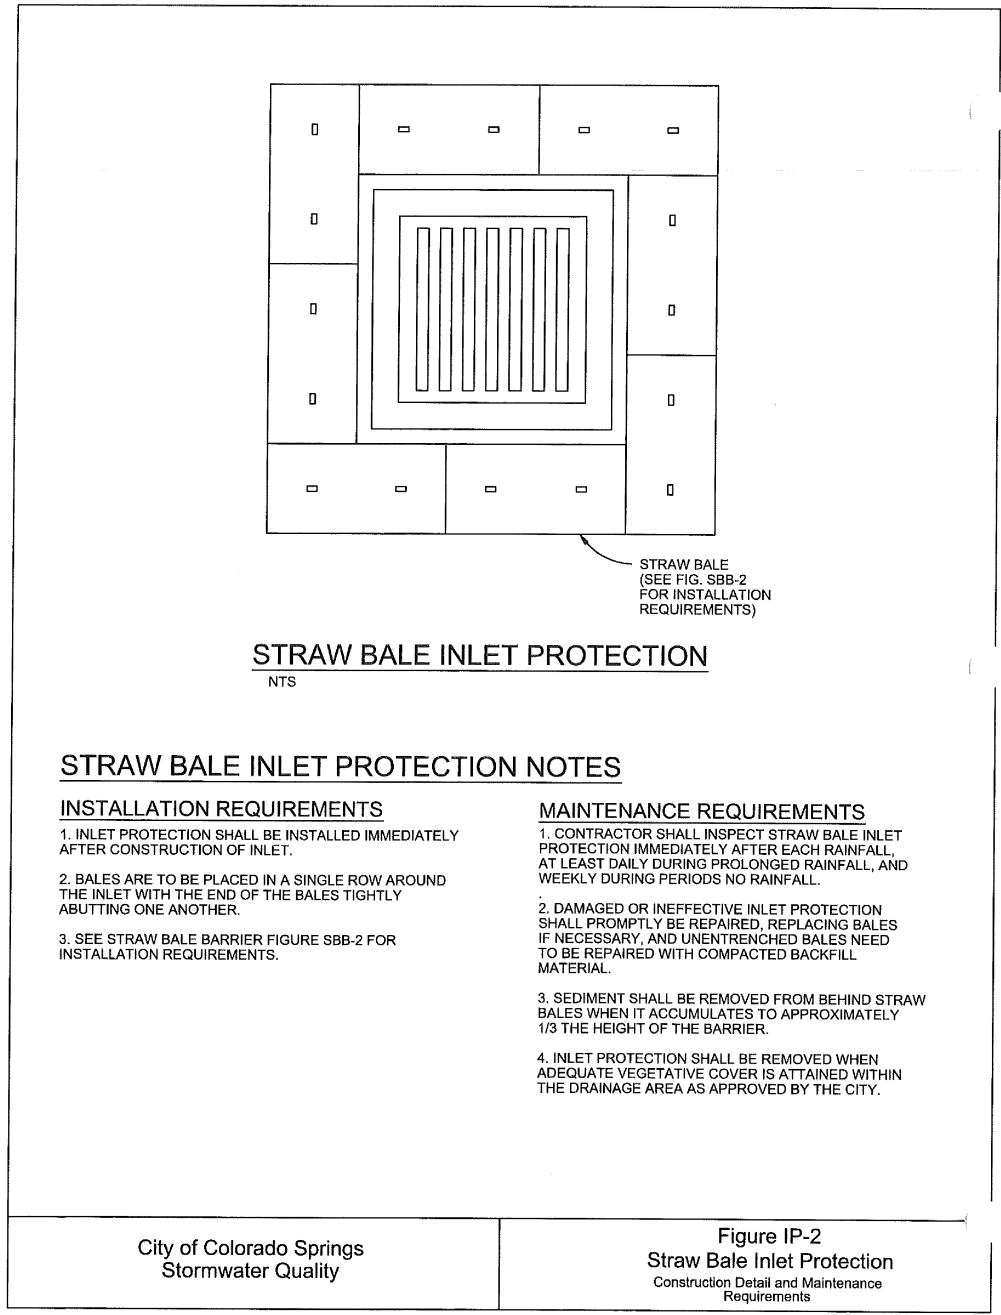 STRAW BALE
(SEE FIG. SBB-2
FOR INSTALLATION
REQUIREMENTS)
STRAW BALE INLET PROTECTION
NTS
STRAW BALE INLET PROTECTION NOTES
INSTALLATION REQUIREMENTS
1. INLET PROTECTION SHALL BE INSTALLED IMMEDIATELY
AFTER CONSTRUCTION OF INLET.
2. BALES ARE TO BE PLACED IN A SINGLE ROW AROUND
THE INLET WITH THE END OF THE BALES TIGHTLY
ABUTTING ONE ANOTHER.
3. SEE STRAW BALE BARRIER FIGURE SBB-2 FOR
INSTALLATION REQUIREMENTS.
MAINTENANCE REQUIREMENTS
1. CONTRACTOR SHALL INSPECT STRAW BALE INLET
PROTECTION IMMEDIATELY AFTER EACH RAINFALL,
AT LEAST DAILY DURING PROLONGED RAINFALL, AND
WEEKLY DURING PERIODS NO RAINFALL.
.
2. DAMAGED OR INEFFECTIVE INLET PROTECTION
SHALL PROMPTLY BE REPAIRED, REPLACING BALES
IF NECESSARY, AND UNENTRENCHED BALES NEED
TO BE REPAIRED WITH COMPACTED BACKFILL
MATERIAL.
3. SEDIMENT SHALL BE REMOVED FROM BEHIND STRAW
BALES WHEN IT ACCUMULATES TO APPROXIMATELY
1/3 THE HEIGHT OF THE BARRIER.
4. INLET PROTECTION SHALL BE REMOVED WHEN
ADEQUATE VEGETATIVE COVER IS ATTAINED WITHIN
THE DRAINAGE AREA AS APPROVED BY THE CITY.
City of Colorado Springs
Stormwater Quality
Figure IP-2
Straw Bale Inlet Protection
Construction Detail and Maintenance
Requirements